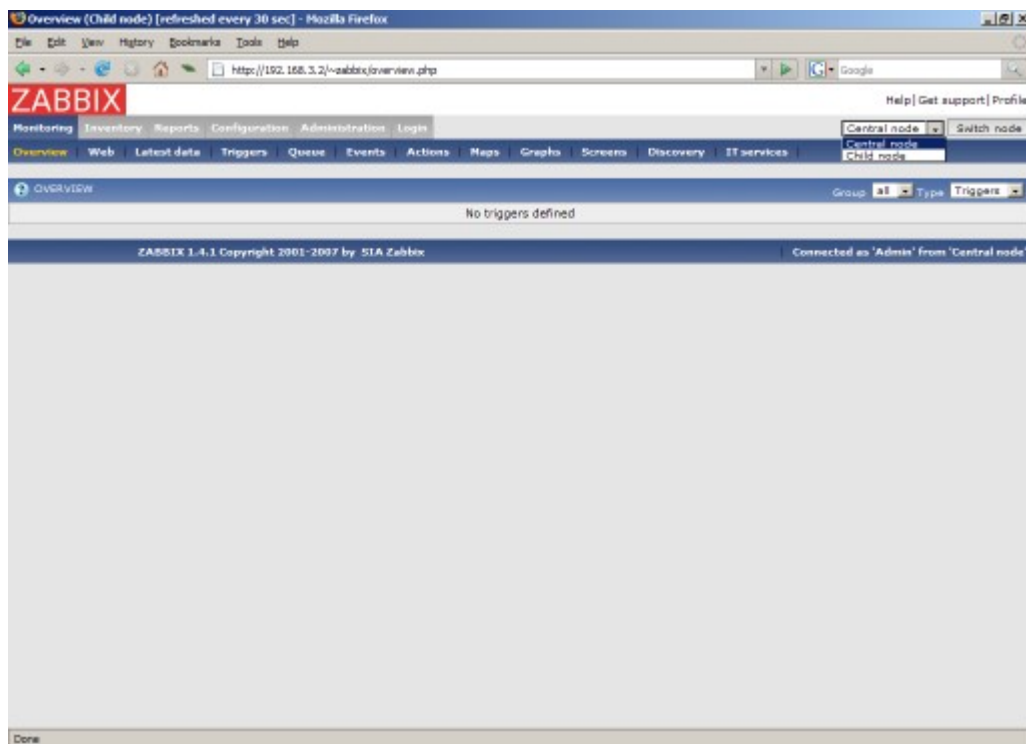 Overview (Child node) [refreshed every 30 sec] - Mozilla Firefox
File Edit View History Bookmarks Tools Help
http://192.168.3.2/~zabbix/overview.php Google
ZABBIX Help | Get support | Profile
Monitoring Inventory Reports Configuration Administration Login Central node Switch node
Central node
Overview Web Latest data Triggers Queue Events Actions Maps Graphs Screens Discovery IT services Child node
OVERVIEW Group all Type Triggers
No triggers defined
ZABBIX 1.4.1 Copyright 2001-2007 by SIA Zabbix Connected as 'Admin' from 'Central node'
Done